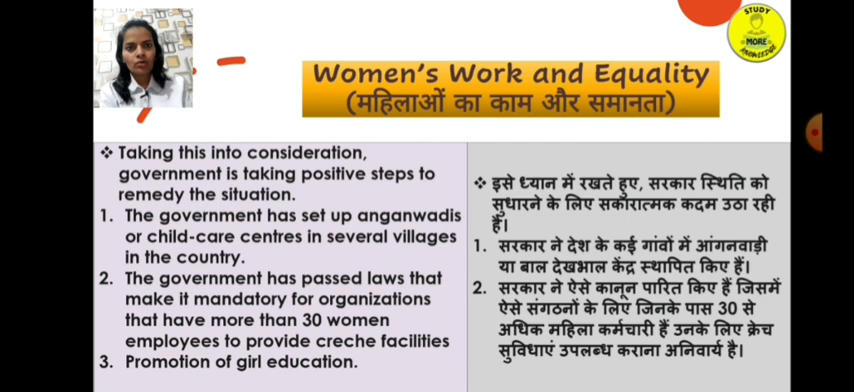 STUDY
MORE
KNOWLEDGE
Women's Work and Equality
(महिलाओं का काम और समानता)
❖ Taking this into consideration,
government is taking positive steps to
remedy the situation.
1. The government has set up anganwadis
or child-care centres in several villages
in the country.
2. The government has passed laws that
make it mandatory for organizations
that have more than 30 women
employees to provide creche facilities
3. Promotion of girl education.
❖ इसे ध्यान में रखते हुए, सरकार स्थिति को
सुधारने के लिए सकारात्मक कदम उठा रही
है।
1. सरकार ने देश के कई गांवों में आंगनवाड़ी
या बाल देखभाल केंद्र स्थापित किए हैं।
2. सरकार ने ऐसे कानून पारित किए हैं जिसमें
ऐसे संगठनों के लिए जिनके पास 30 से
अधिक महिला कर्मचारी हैं उनके लिए क्रेच
सुविधाएं उपलब्ध कराना अनिवार्य है।